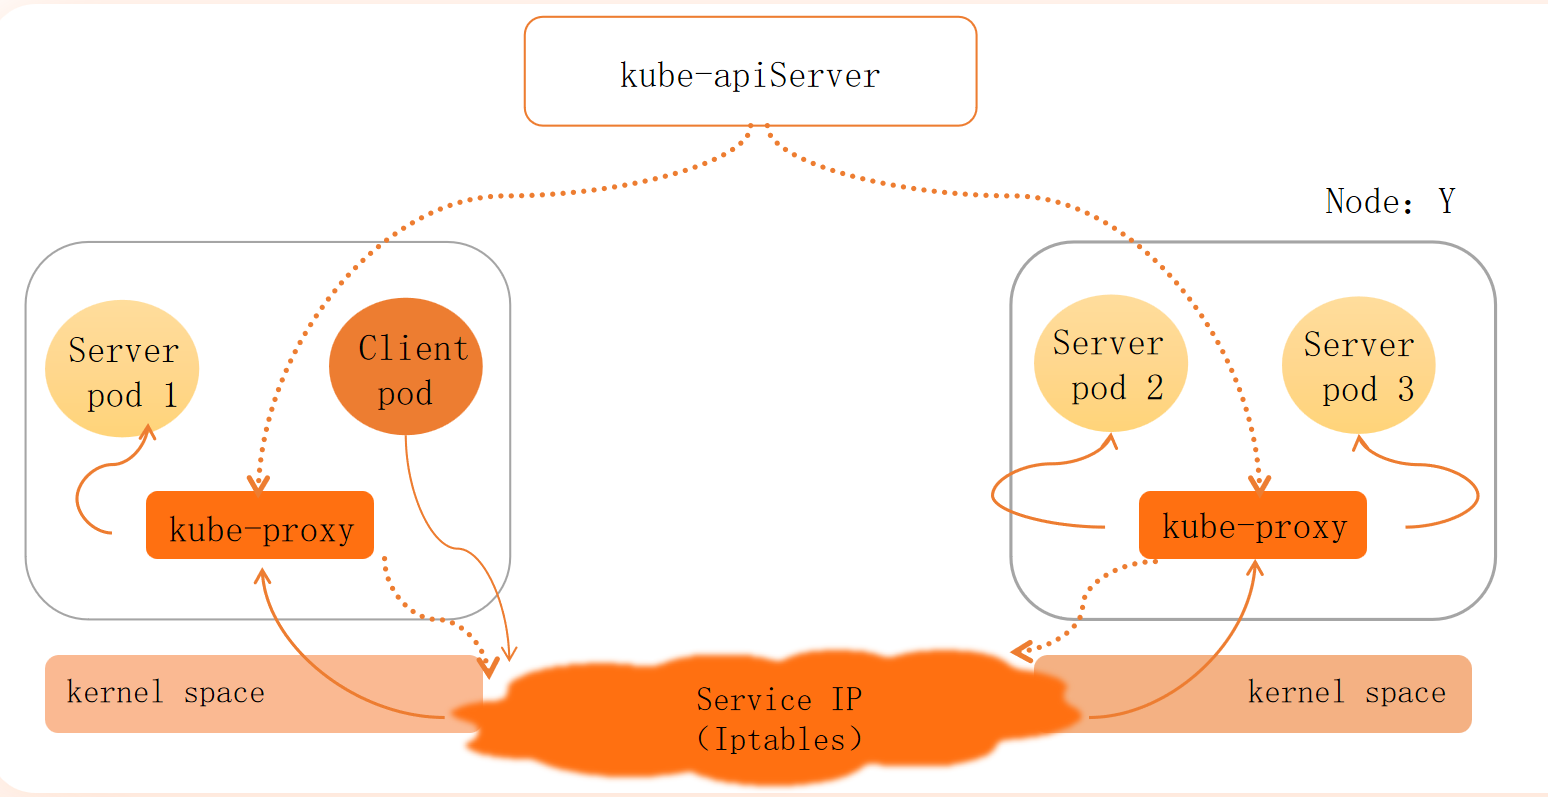 kube-apiServer
Node：Y
Server
pod 1
Client
pod
Server
pod 2
Server
pod 3
kube-proxy
kube-proxy
kernel space
Service IP
（Iptables）
kernel space